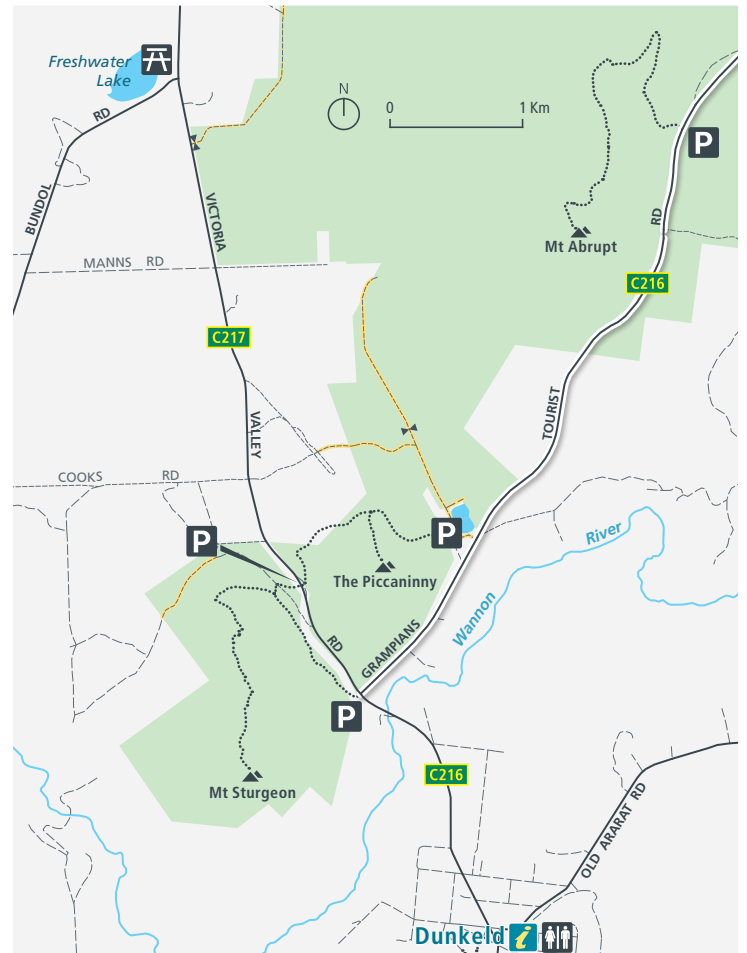 Freshwater
Lake
RD
BUNDOL
VICTORIA
N
0 1 Km
P
RD
Mt Abrupt
MANNS RD
C216
C217
TOURIST
VALLEY
COOKS RD
P
P
River
The Piccaninny
Wannon
RD
GRAMPIANS
P
C216
Mt Sturgeon
OLD ARARAT RD
Dunkeld i